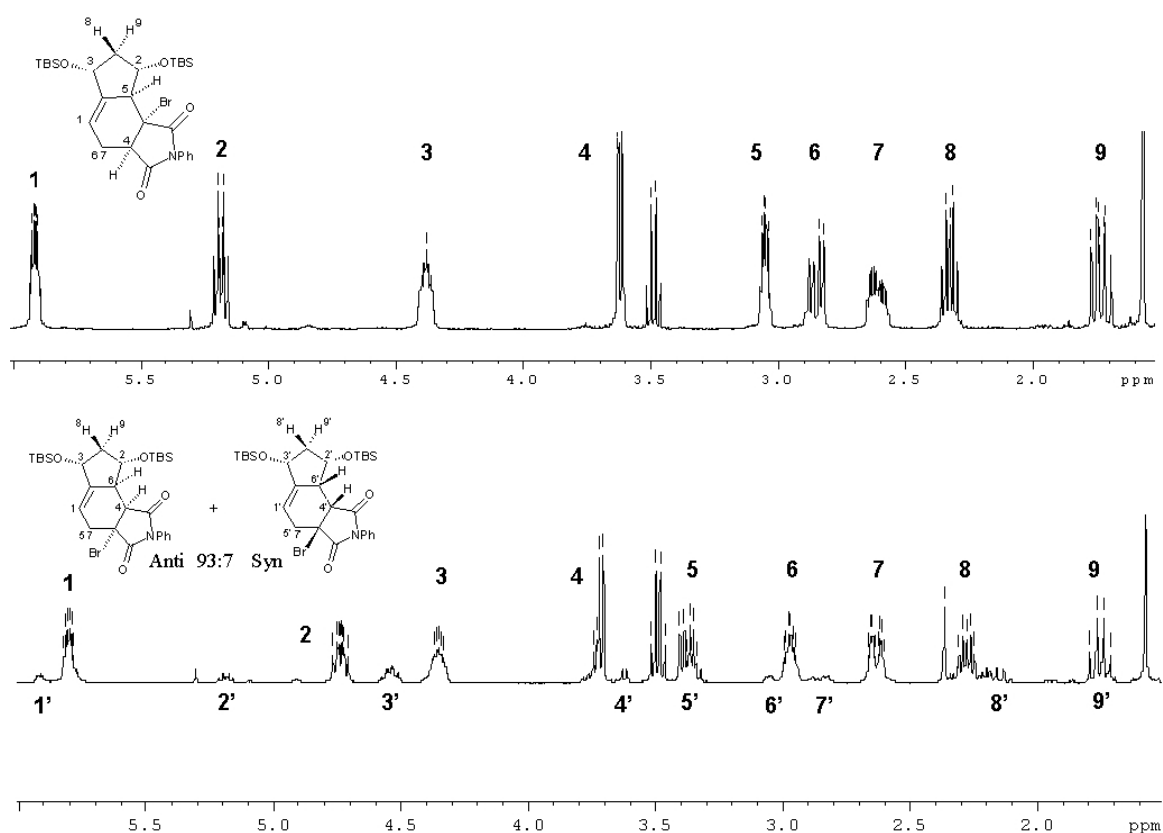 8 H H 9
TBSO 3 2 OTBS
5 H
Br O
1
4
6 7 NPh
H O
1 2 3 4 5 6 7 8 9
5.5 5.0 4.5 4.0 3.5 3.0 2.5 2.0 ppm
8 H H 9 8' H H 9'
TBSO 3 2 OTBS TBSO 3' 2' OTBS
6 H 6' H
H O H O
1 4 + 1' 4'
5 7 NPh 5' 7' NPh
Br O Br O
Anti 93:7 Syn
1 2 3 4 5 6 7 8 9
1' 2' 3' 4' 5' 6' 7' 8' 9'
5.5 5.0 4.5 4.0 3.5 3.0 2.5 2.0 ppm